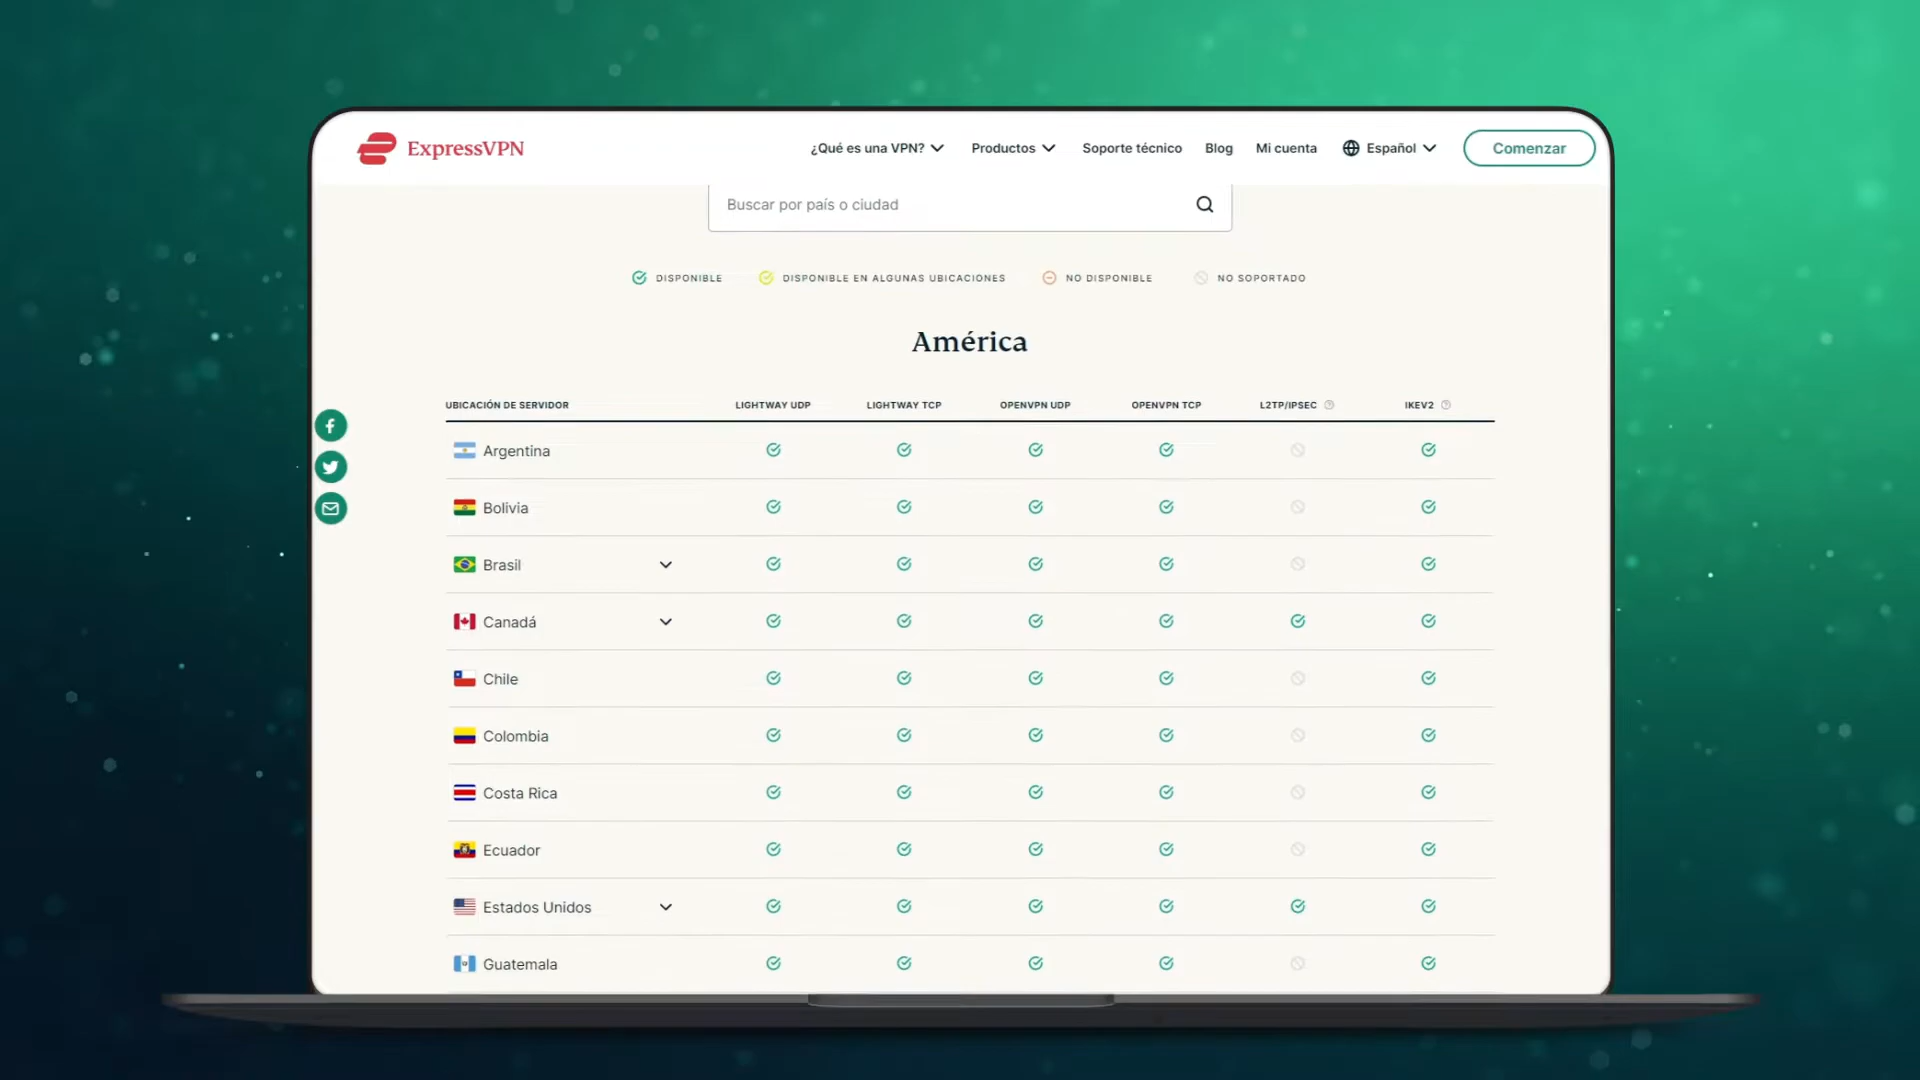 ExpressVPN
¿Qué es una VPN? Productos Soporte técnico Blog Mi cuenta Español Comenzar
Buscar por país o ciudad
DISPONIBLE DISPONIBLE EN ALGUNAS UBICACIONES NO DISPONIBLE NO SOPORTADO
América
UBICACIÓN DE SERVIDOR LIGHTWAY UDP LIGHTWAY TCP OPENVPN UDP OPENVPN TCP L2TP/IPSEC IKEV2
Argentina
Bolivia
Brasil
Canadá
Chile
Colombia
Costa Rica
Ecuador
Estados Unidos
Guatemala